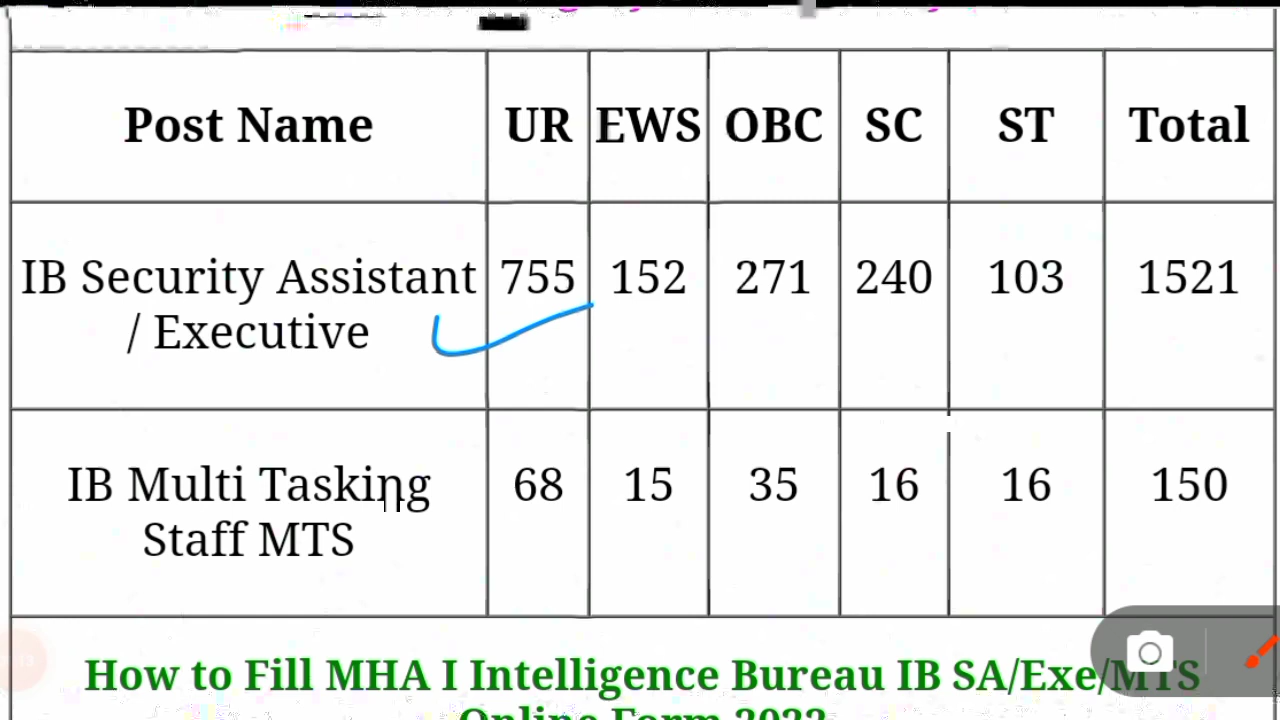 Post Name UR EWS OBC SC ST Total
IB Security Assistant 755 152 271 240 103 1521
/ Executive
IB Multi Tasking 68 15 35 16 16 150
Staff MTS
How to Fill MHA I Intelligence Bureau IB SA/Exe/MTS
Online Form